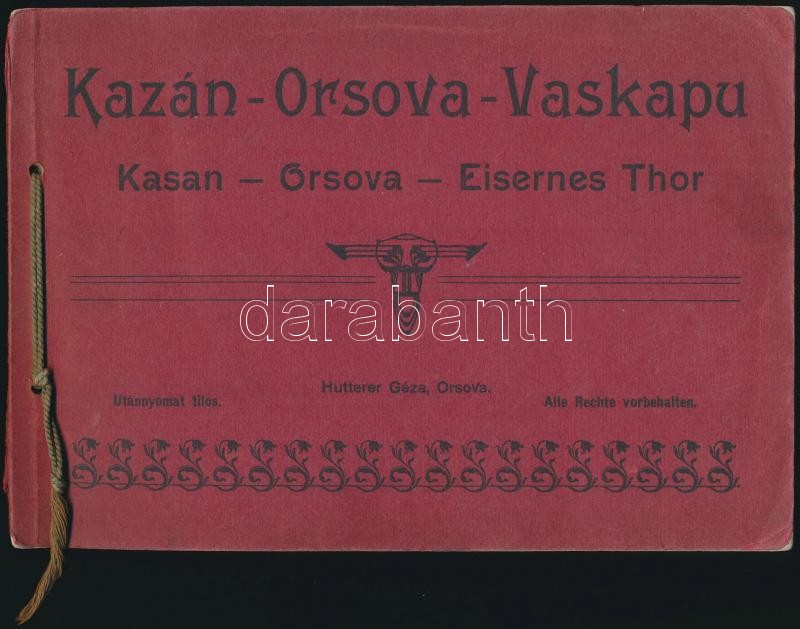 Kazán-Orsova-Vaskapu
Kasan — Orsova — Eisernes Thor
darabanth
Hutterer Géza, Orsova.
Utánnyomat tilos.
Alle Rechte vorbehalten.